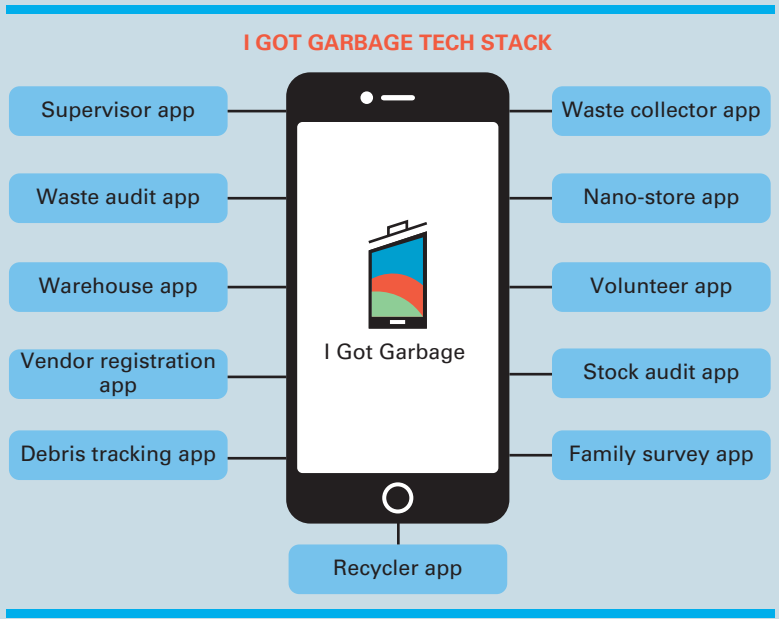 I GOT GARBAGE TECH STACK
Supervisor app
Waste collector app
Waste audit app
Nano-store app
Warehouse app
Volunteer app
I Got Garbage
Vendor registration
app
Stock audit app
Debris tracking app
Family survey app
Recycler app